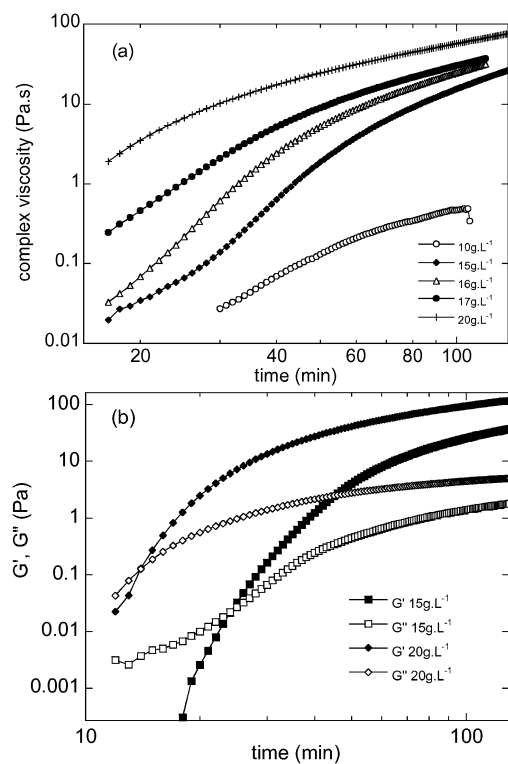 (a)
complex viscosity (Pa.s)
100
10
1
0.1
0.01
10g.L-1
15g.L-1
16g.L-1
17g.L-1
20g.L-1
20
40
60
80
100
time (min)
(b)
G', G" (Pa)
100
10
1
0.1
0.001
0.001
G' 15g.L-1
G" 15g.L-1
G' 20g.L-1
G" 20g.L-1
10
100
time (min)